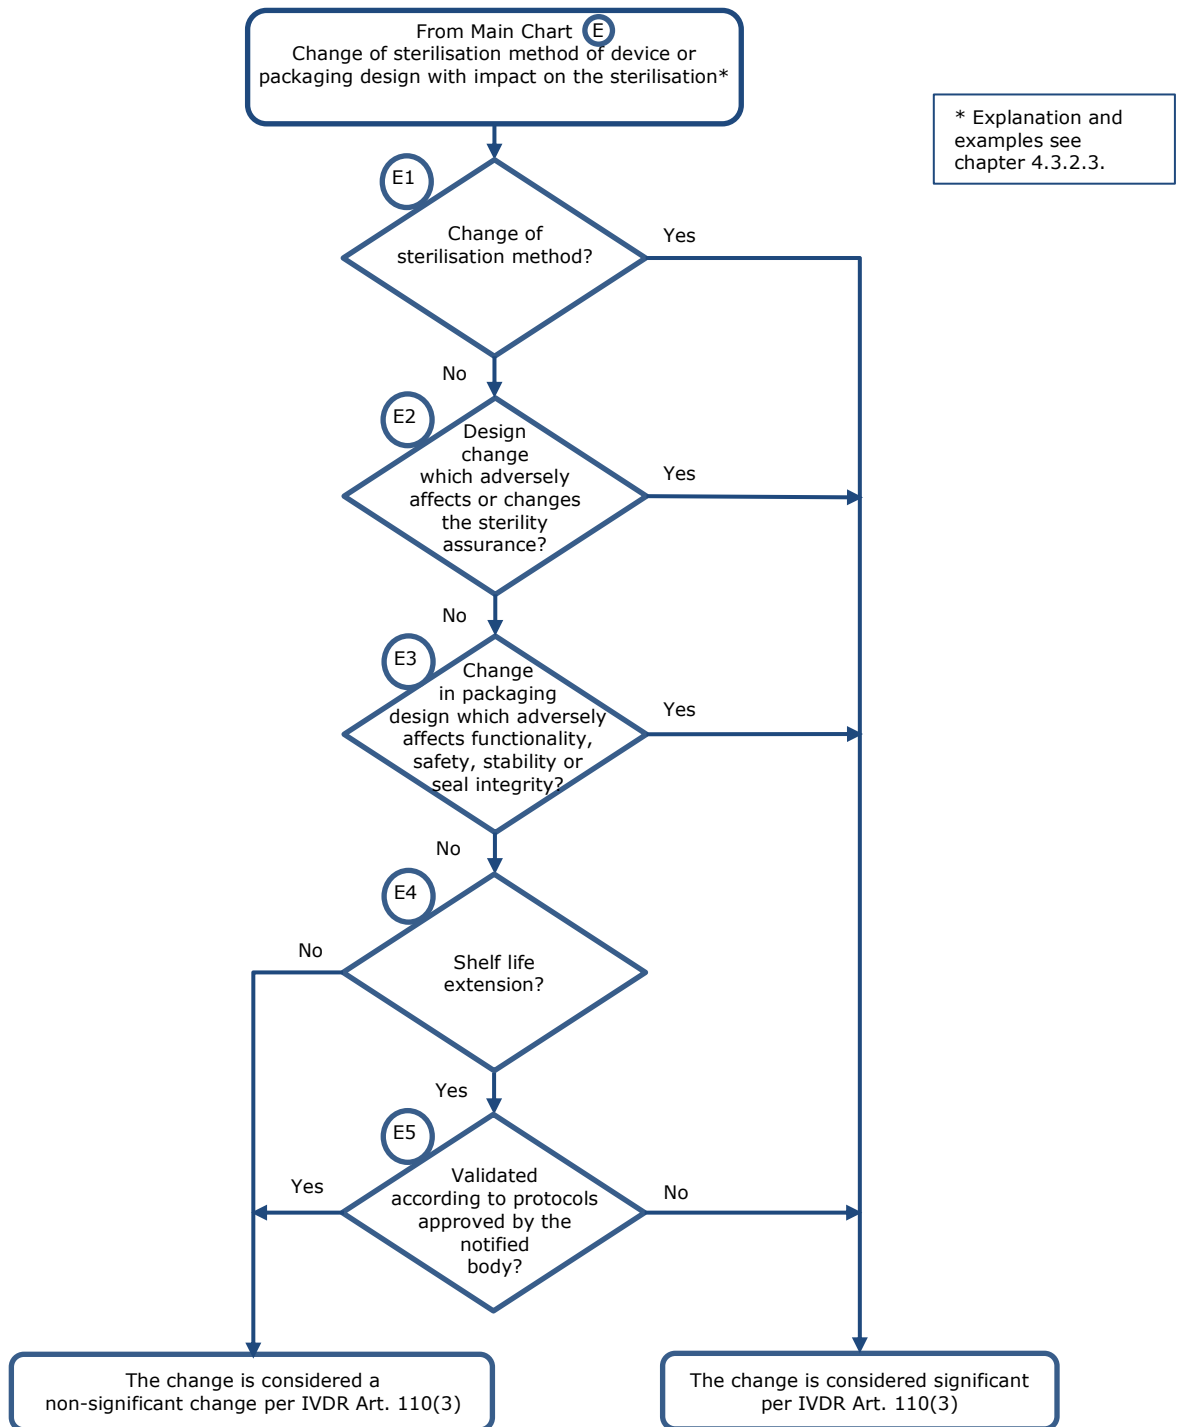 From Main Chart E
Change of sterilisation method of device or
packaging design with impact on the sterilisation*
* Explanation and
examples see
chapter 4.3.2.3.
E1
Change of
sterilisation method?
Yes
No
E2
Design
change
which adversely
affects or changes
the sterility
assurance?
Yes
No
E3
Change
in packaging
design which adversely
affects functionality,
safety, stability or
seal integrity?
Yes
No
E4
No
Shelf life
extension?
Yes
E5
Yes
Validated
according to protocols
approved by the
notified
body?
No
The change is considered a
non-significant change per IVDR Art. 110(3)
The change is considered significant
per IVDR Art. 110(3)